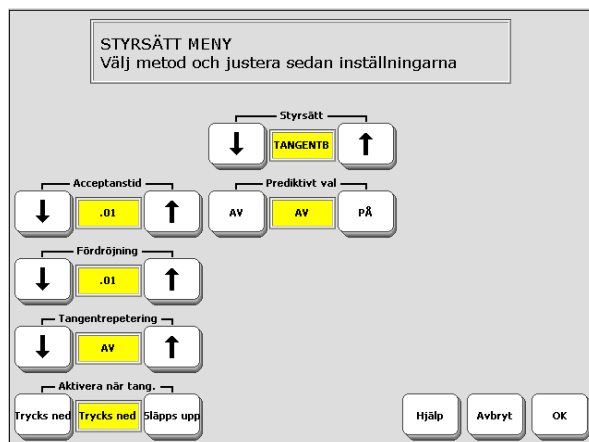 STYRSÄTT MENY
Välj metod och justera sedan inställningarna
Styrsätt
TANGENTB
Acceptanstid
.01
Prediktivt val
AV AV PÅ
Fördröjning
.01
Tangentrepetering
AV
Aktivera när tang.
Trycks ned Trycks ned Släpps upp
Hjälp Avbryt OK